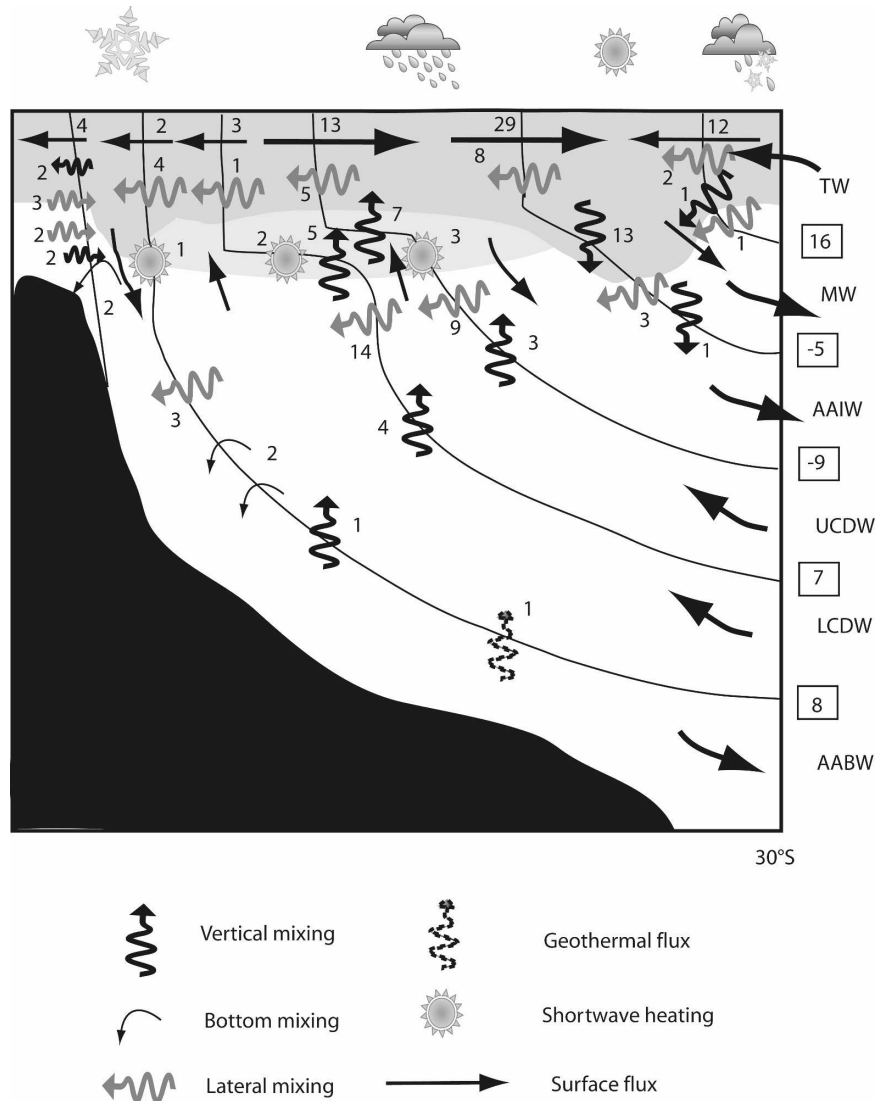 4 2 3 13 29 12
2 4 1 8 2 TW
3 5 1
2 7 1 16
2 1 2 5 3 13
2 MW
9 3
14 3 1 -5
AAIW
3 4
2 -9
UCDW
1
7
1 LCDW
8
AABW
30°S
Vertical mixing Geothermal flux
Bottom mixing Shortwave heating
Lateral mixing Surface flux